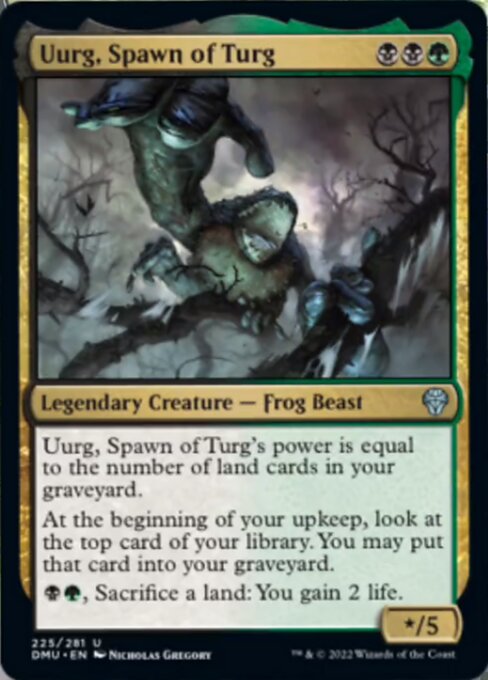 Uurg, Spawn of Turg
Legendary Creature — Frog Beast
Uurg, Spawn of Turg's power is equal
to the number of land cards in your
graveyard.
At the beginning of your upkeep, look at
the top card of your library. You may put
that card into your graveyard.
, Sacrifice a land: You gain 2 life.
*/5
225/281 U
DMU • EN Nicholas Gregory
™ & © 2022 Wizards of the Coast